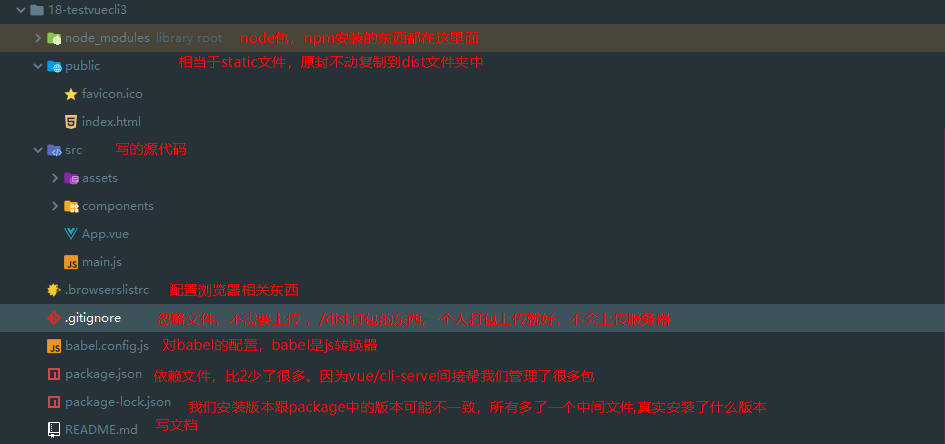 18-testvuecli3
node_modules library root node包，npm安装的东西都在这里面
public 相当于static文件，原封不动复制到dist文件夹中
favicon.ico
index.html
src 写的源代码
assets
components
App.vue
main.js
.browserslistrc 配置浏览器相关东西
.gitignore 忽略文件，不需要上传，/dist打包的东西，一个人打包上传就好，不会上传服务器
babel.config.js 对babel的配置，babel是js转换器
package.json 依赖文件，比2少了很多。因为vue/cli-serve间接帮我们管理了很多包
package-lock.json 我们安装版本跟package中的版本可能不一致，所有多了一个中间文件,真实安装了什么版本
README.md 写文档